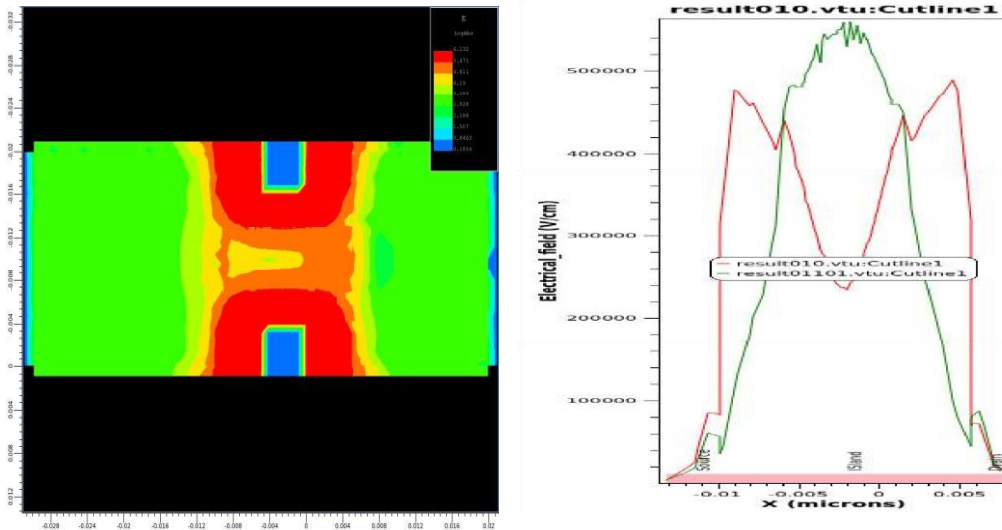 E
-0.032
-0.028
-0.024
-0.02
-0.016
-0.012
-0.008
-0.004
0
0.004
0.008
0.012
-0.028 -0.024 -0.02 -0.016 -0.012 -0.008 -0.004 0 0.004 0.008 0.012 0.016 0.02
result010.vtu:Cutline1
Electrical_field (V/cm)
500000
400000
300000
200000
100000
result010.vtu:Cutline1
result01101.vtu:Cutline1
Source
Island
-0.01 -0.005 0 0.005
X (microns)